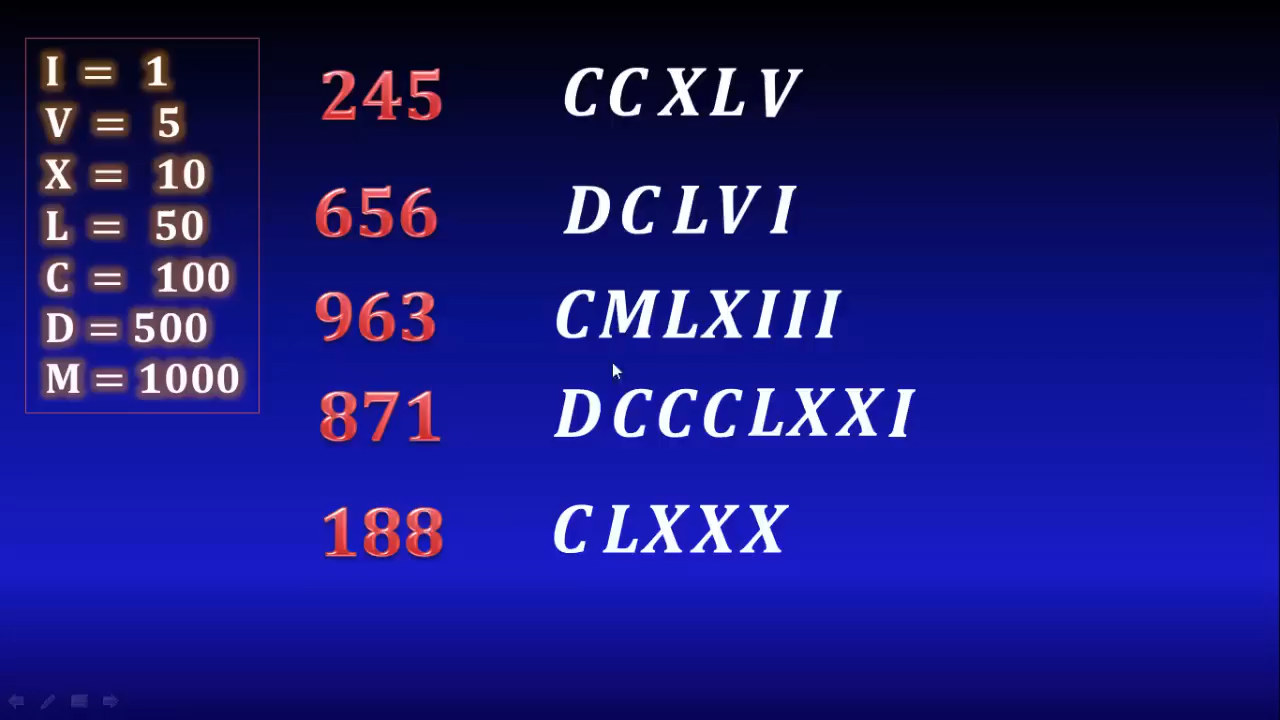 I = 1
V = 5
X = 10
L = 50
C = 100
D = 500
M = 1000
245 CCXLV
656 DCLVI
963 CMLXIII
871 DCCCLXXI
188 CLXXX